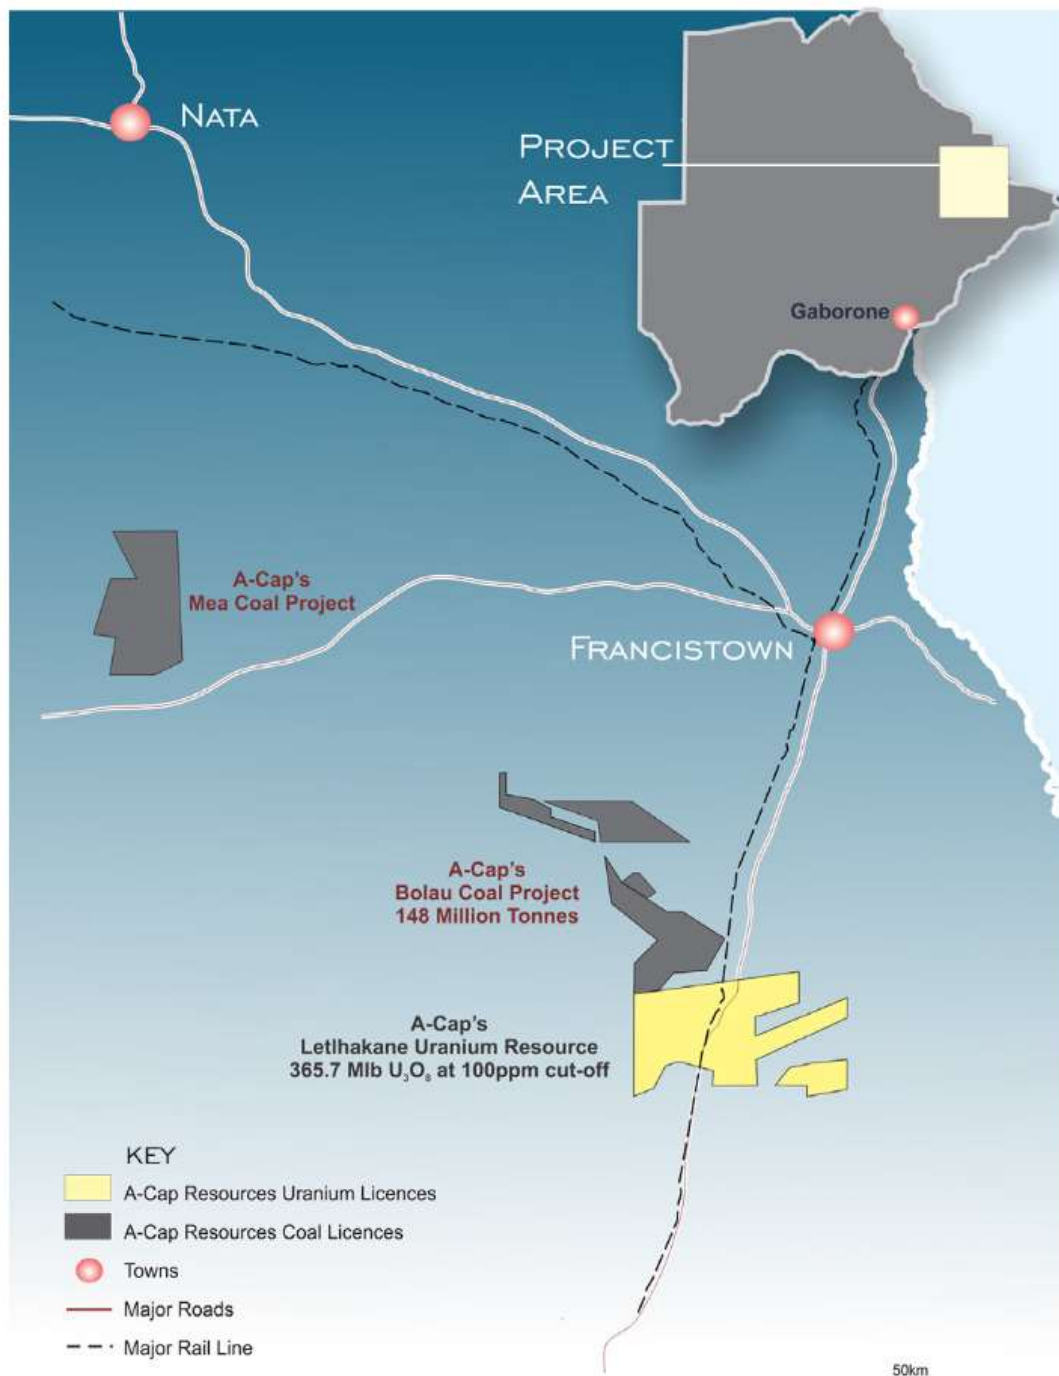 NATA
PROJECT
AREA
Gaborone
A-Cap's
Mea Coal Project
FRANCISTOWN
A-Cap's
Bolau Coal Project
148 Million Tonnes
A-Cap's
Letlhakane Uranium Resource
365.7 Mlb U₃O₈ at 100ppm cut-off
KEY
A-Cap Resources Uranium Licences
A-Cap Resources Coal Licences
Towns
Major Roads
Major Rail Line
50km